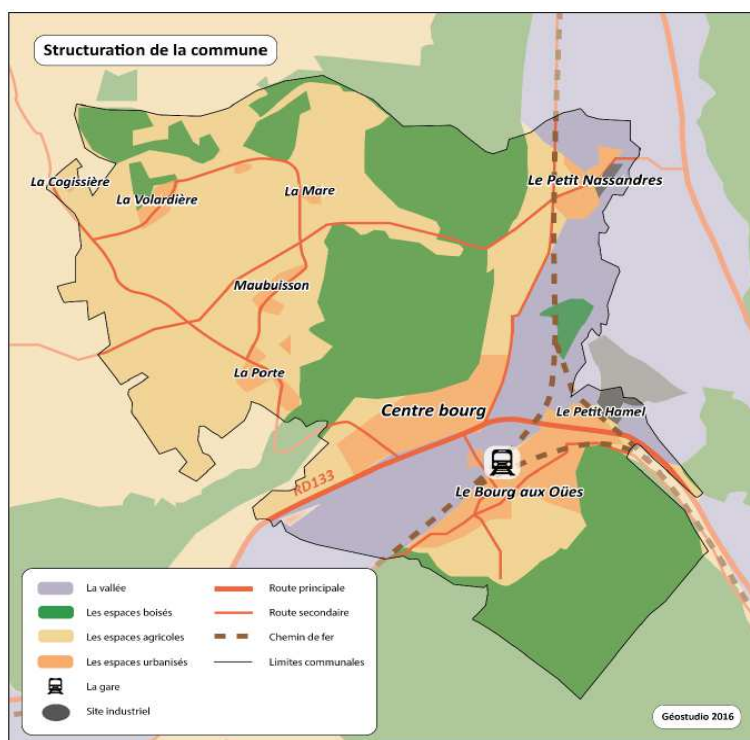 Structuration de la commune
La Cogissière
La Volardière
La Mare
Le Petit Nassandres
Maubuisson
La Porte
Centre bourg
Le Petit Hamel
RD133
Le Bourg aux Oües
La vallée
Les espaces boisés
Les espaces agricoles
Les espaces urbanisés
La gare
Site industriel
Route principale
Route secondaire
Chemin de fer
Limites communales
Géostudio 2016